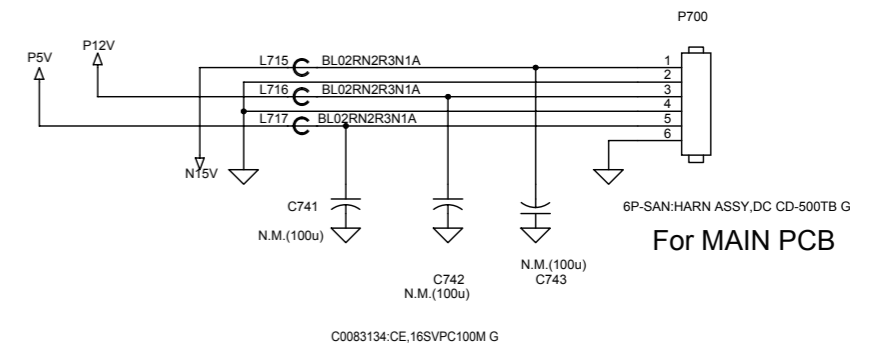 P700
P12V
P5V
L715 BL02RN2R3N1A
1
2
L716 BL02RN2R3N1A
3
4
L717 BL02RN2R3N1A
5
6
N15V
C741
N.M.(100u)
6P-SAN:HARN ASSY,DC CD-500TB G
For MAIN PCB
C742
N.M.(100u)
N.M.(100u)
C743
C0083134:CE,16SVPC100M G